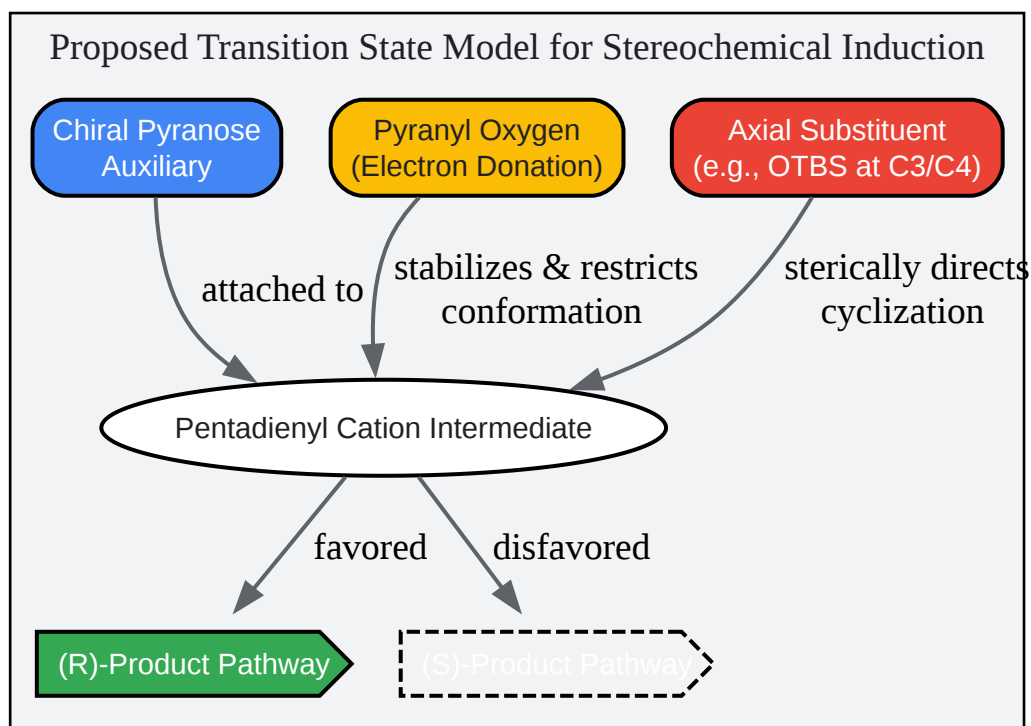 Proposed Transition State Model for Stereochemical Induction
Chiral Pyranose
Auxiliary
Pyranyl Oxygen
(Electron Donation)
Axial Substituent
(e.g., OTBS at C3/C4)
attached to
stabilizes & restricts
conformation
sterically directs
cyclization
Pentadienyl Cation Intermediate
favored
disfavored
(R)-Product Pathway
(S)-Product Pathway